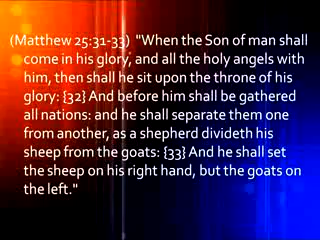 (Matthew 25:31-33) "When the Son of man shall
come in his glory, and all the holy angels with
him, then shall he sit upon the throne of his
glory: {32} And before him shall be gathered
all nations: and he shall separate them one
from another, as a shepherd divideth his
sheep from the goats: {33} And he shall set
the sheep on his right hand, but the goats on
the left."